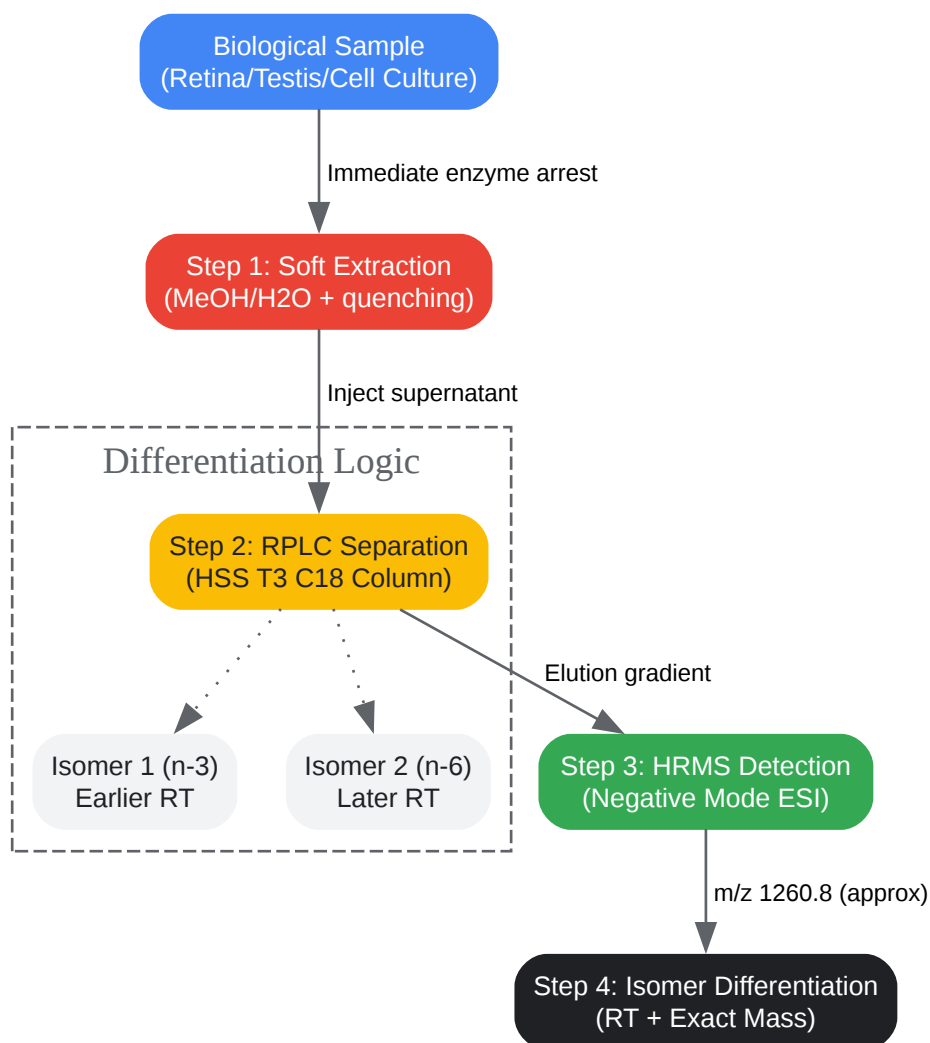 Biological Sample
(Retina/Testis/Cell Culture)
Immediate enzyme arrest
Step 1: Soft Extraction
(MeOH/H2O + quenching)
Inject supernatant
Differentiation Logic
Step 2: RPLC Separation
(HSS T3 C18 Column)
Elution gradient
Isomer 1 (n-3)
Earlier RT
Isomer 2 (n-6)
Later RT
Step 3: HRMS Detection
(Negative Mode ESI)
m/z 1260.8 (approx)
Step 4: Isomer Differentiation
(RT + Exact Mass)